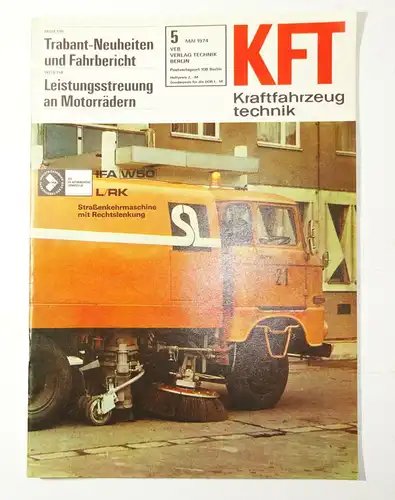 Trabant-Neuheiten
und Fahrbericht
Leistungsstreuung
an Motorrädern
5 MAI 1974
VEB
VERLAG TECHNIK
BERLIN
KFT
Kraftfahrzeug
technik
IFA W50
L/RK
Straßenkehrmaschine
mit Rechtslenkung
21